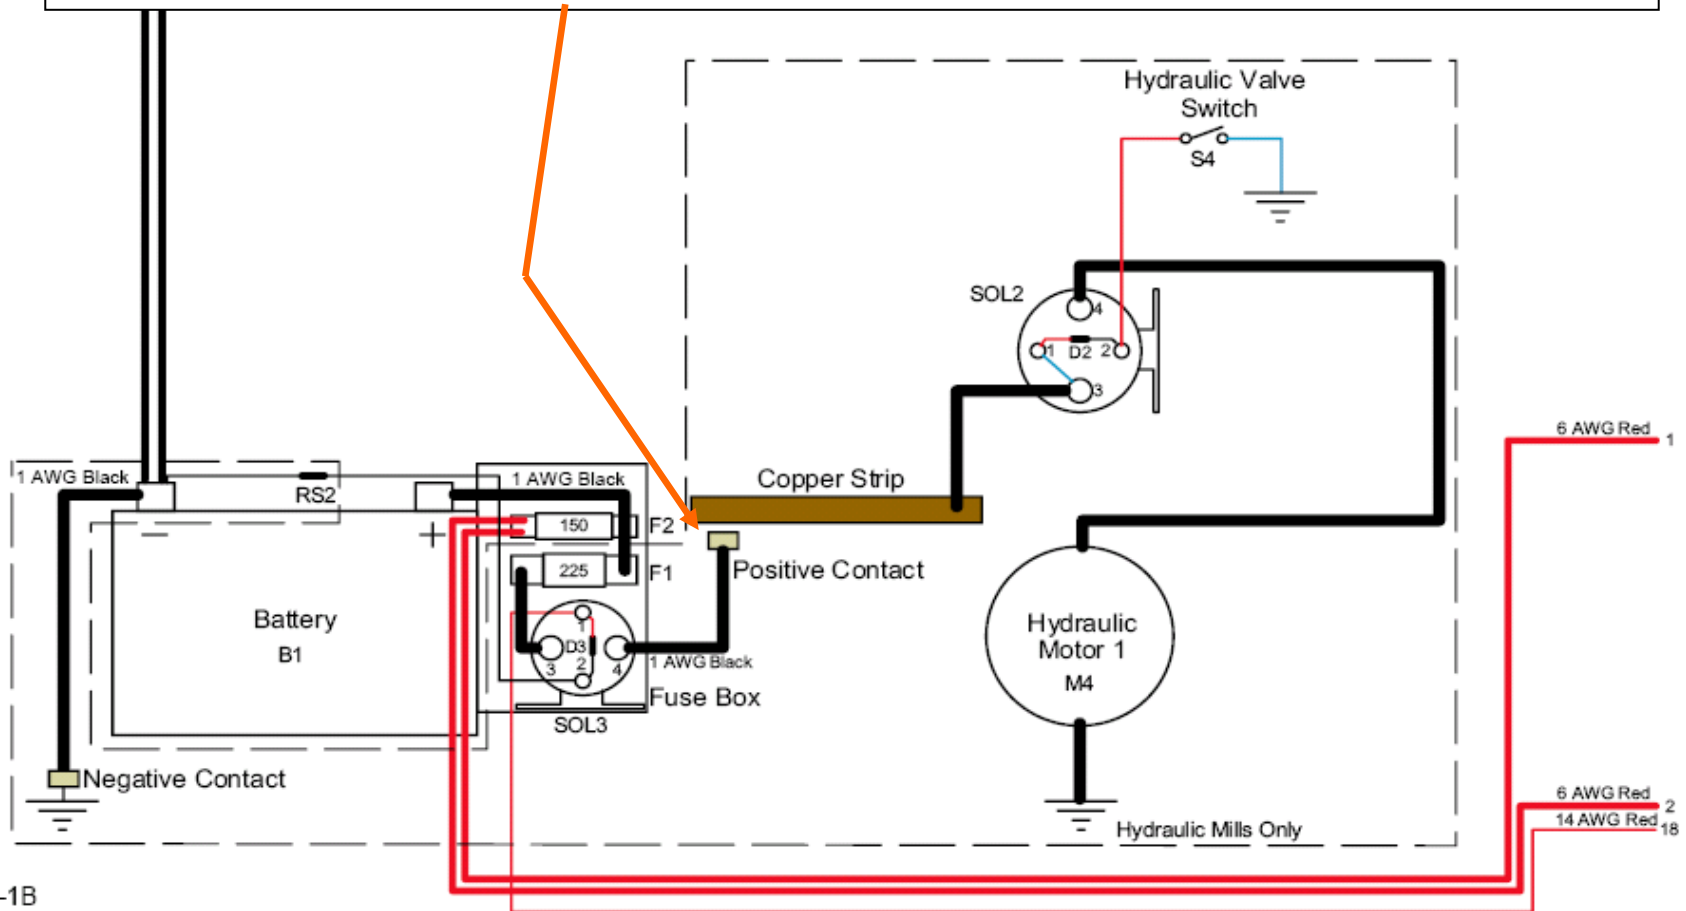 Hydraulic Valve
Switch
S4
SOL2
4
1
D2
2
3
6 AWG Red
1
1 AWG Black
RS2
1 AWG Black
Copper Strip
150
F2
225
F1
Positive Contact
Battery
B1
1
D3
2
3
4
1 AWG Black
Fuse Box
SOL3
Hydraulic
Motor 1
M4
Negative Contact
Hydraulic Mills Only
6 AWG Red
2
14 AWG Red
18
-1B